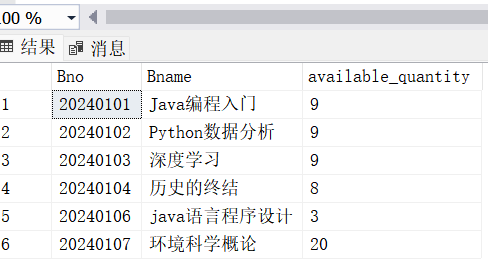 00 %
结果 消息
Bno Bname available_quantity
1 20240101 Java编程入门 9
2 20240102 Python数据分析 9
3 20240103 深度学习 9
4 20240104 历史的终结 8
5 20240106 java语言程序设计 3
6 20240107 环境科学概论 20